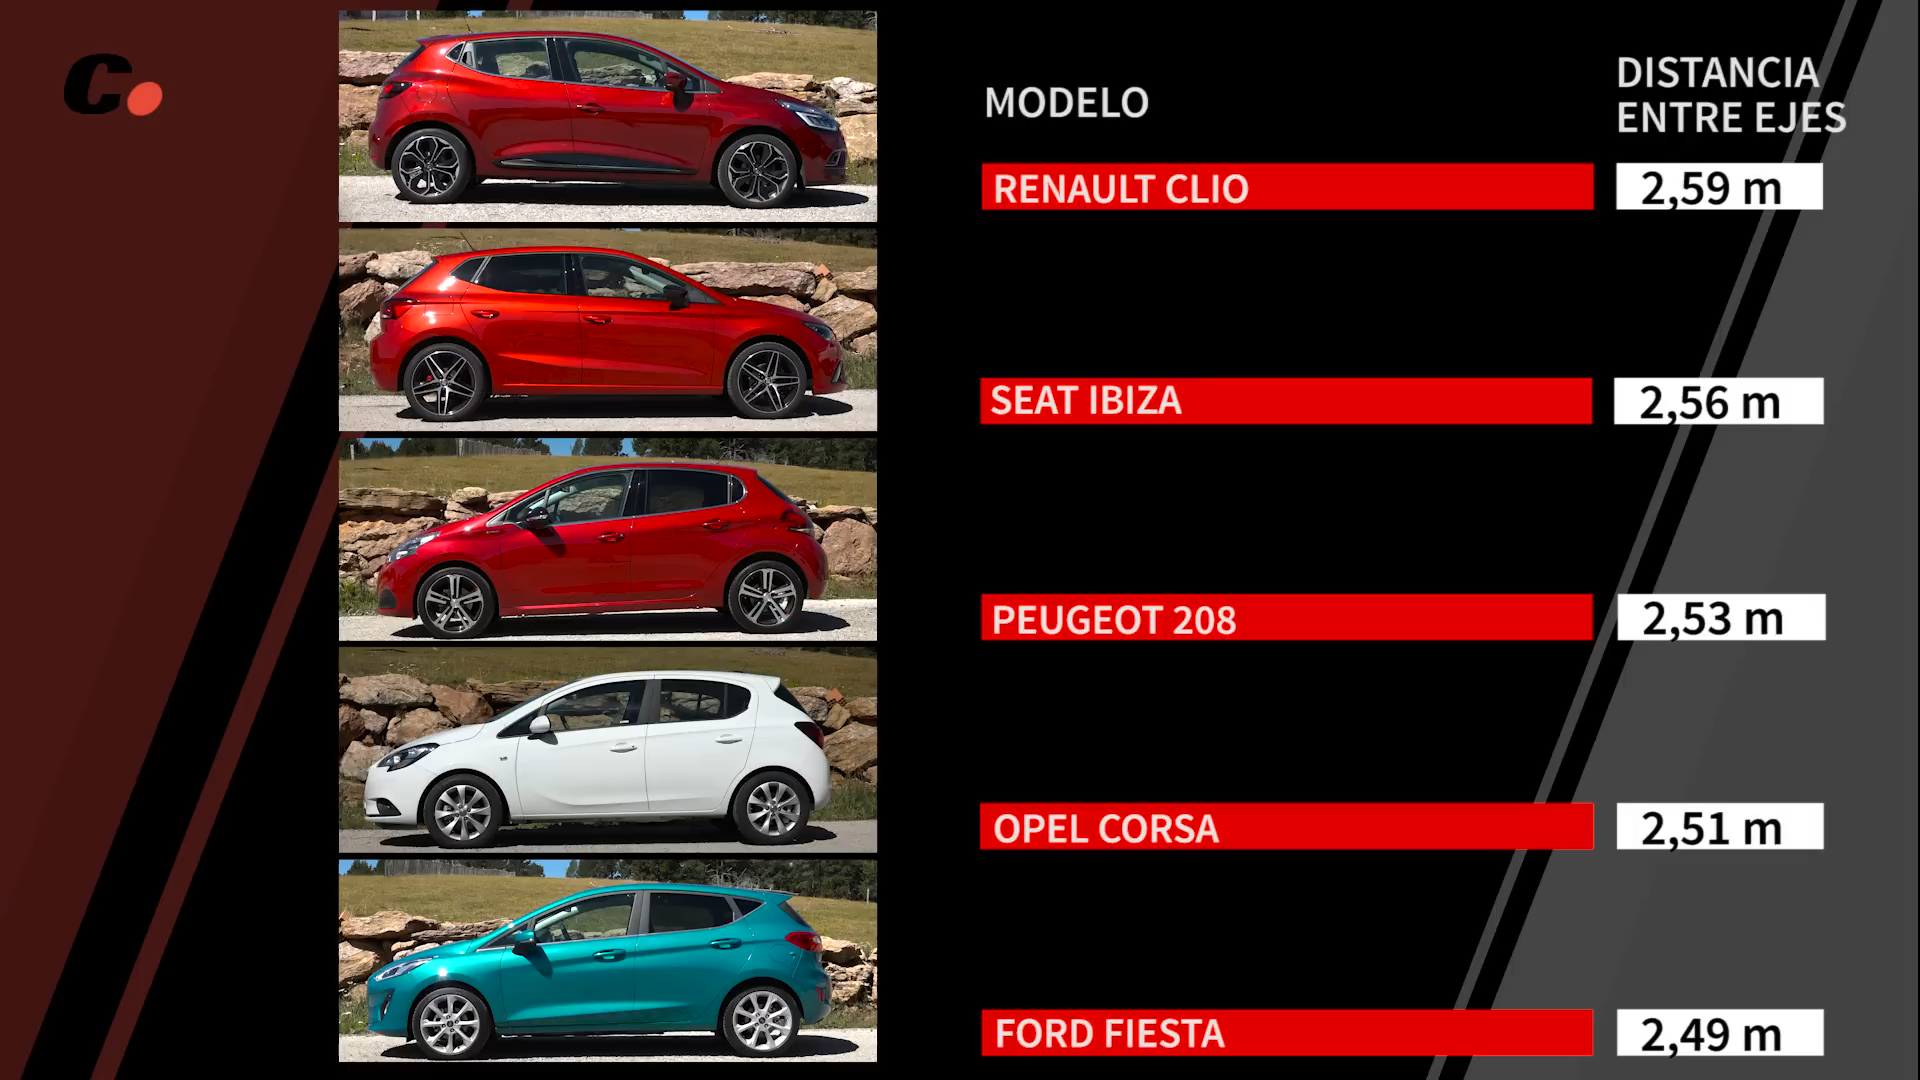 C.
MODELO
DISTANCIA
ENTRE EJES
RENAULT CLIO
2,59 m
SEAT IBIZA
2,56 m
PEUGEOT 208
2,53 m
OPEL CORSA
2,51 m
FORD FIESTA
2,49 m